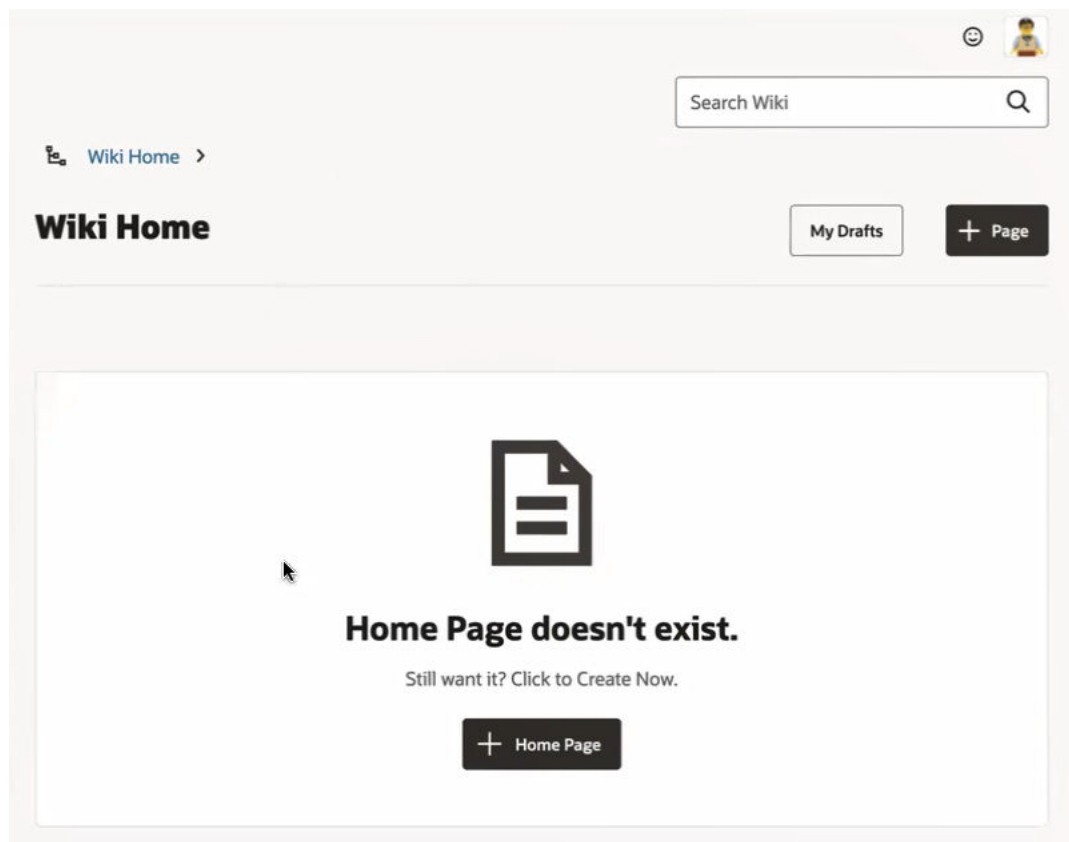 Search Wiki
Wiki Home
Wiki Home
My Drafts
Page
Home Page doesn't exist.
Still want it? Click to Create Now.
Home Page